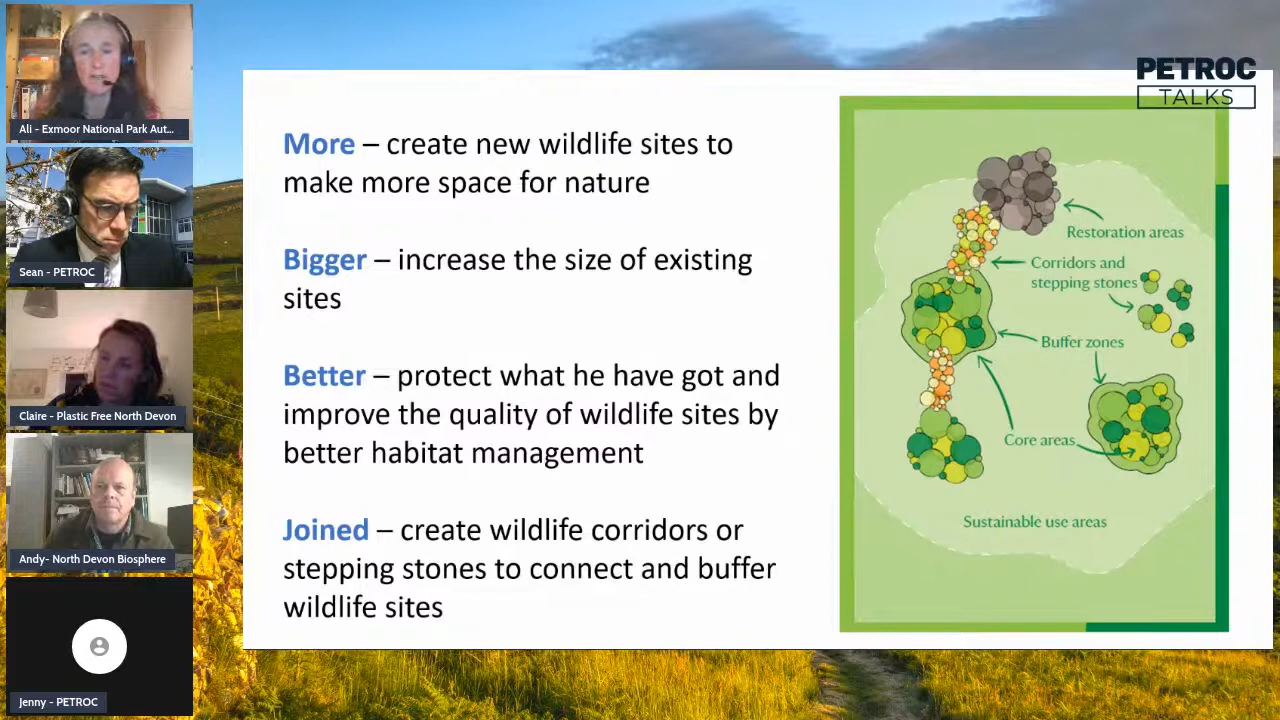 PETROC
TALKS
Ali - Exmoor National Park Aut...
Sean - PETROC
Claire - Plastic Free North Devon
Andy- North Devon Biosphere
Jenny - PETROC
More – create new wildlife sites to
make more space for nature
Bigger – increase the size of existing
sites
Better – protect what he have got and
improve the quality of wildlife sites by
better habitat management
Joined – create wildlife corridors or
stepping stones to connect and buffer
wildlife sites
Restoration areas
Corridors and
stepping stones
Buffer zones
Core areas
Sustainable use areas